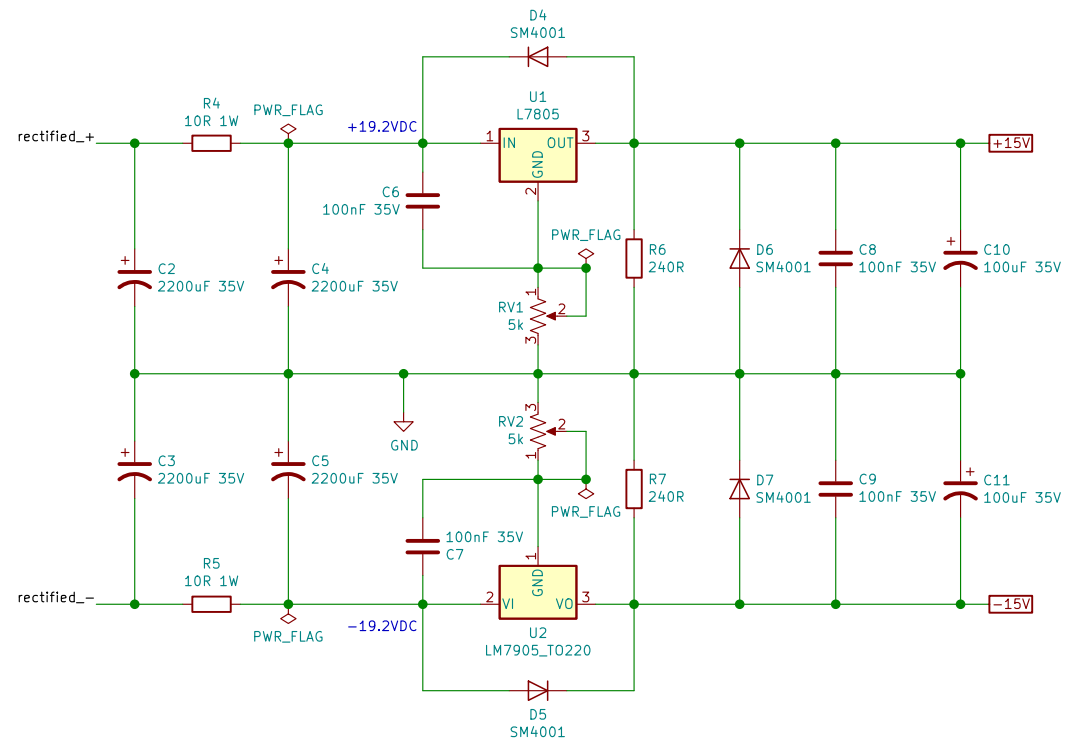 D4
SM4001
R4
10R 1W
PWR_FLAG
U1
L7805
rectified_+
+19.2VDC
1
IN
OUT
3
GND
2
+15V
C6
100nF 35V
PWR_FLAG
R6
240R
D6
SM4001
C8
100nF 35V
+
C10
100uF 35V
+
C2
2200uF 35V
+
C4
2200uF 35V
1
RV1
5k
2
3
GND
3
RV2
5k
2
1
+
C3
2200uF 35V
+
C5
2200uF 35V
PWR_FLAG
R7
240R
D7
SM4001
C9
100nF 35V
+
C11
100uF 35V
100nF 35V
C7
1
R5
10R 1W
GND
rectified_-
2
VI
VO
3
-15V
PWR_FLAG
-19.2VDC
U2
LM7905_TO220
D5
SM4001